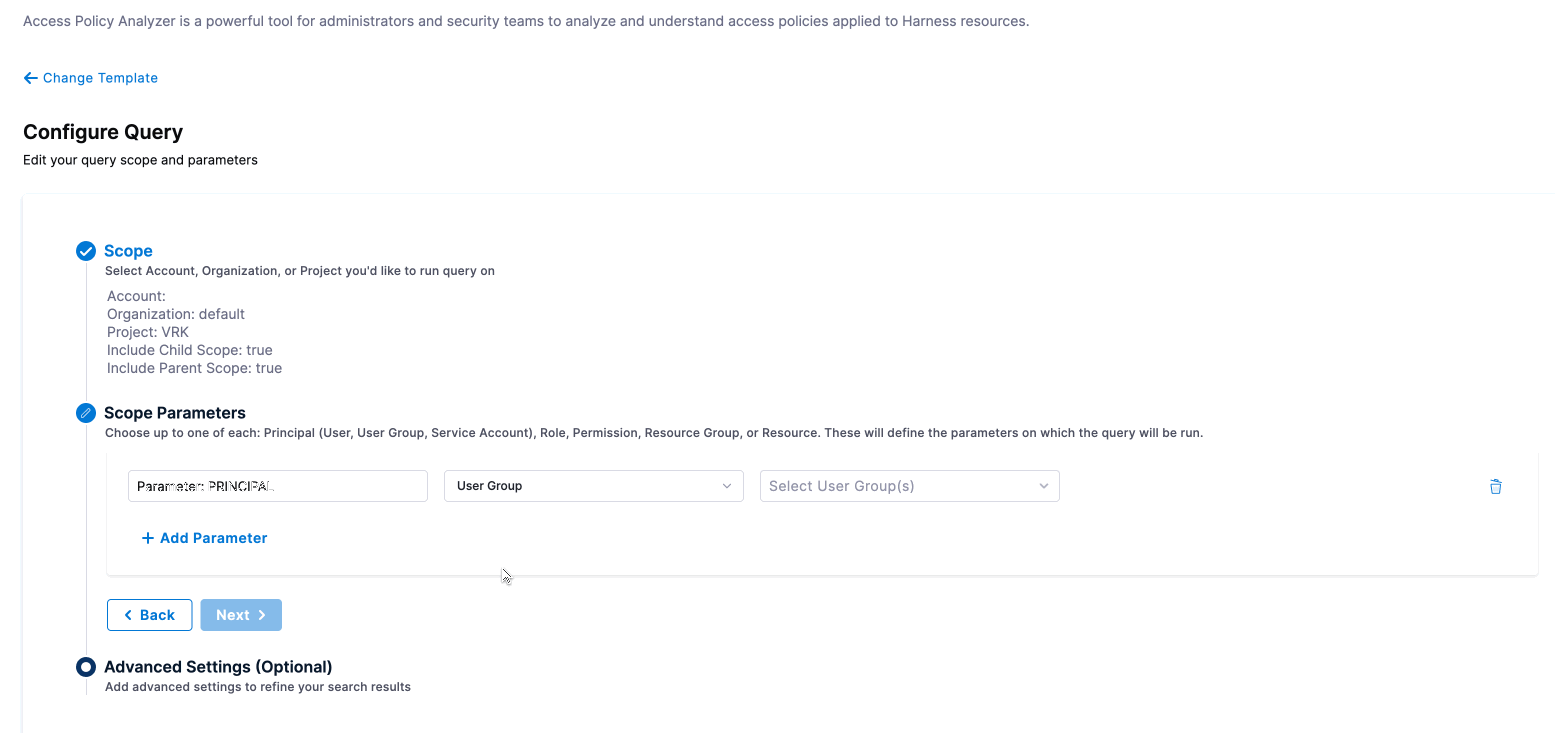 Access Policy Analyzer is a powerful tool for administrators and security teams to analyze and understand access policies applied to Harness resources.
Change Template
Configure Query
Edit your query scope and parameters
Scope
Select Account, Organization, or Project you'd like to run query on
Account:
Organization: default
Project: VRK
Include Child Scope: true
Include Parent Scope: true
Scope Parameters
Choose up to one of each: Principal (User, User Group, Service Account), Role, Permission, Resource Group, or Resource. These will define the parameters on which the query will be run.
Parameter: PRINCIPAL User Group Select User Group(s)
+ Add Parameter
Back Next
Advanced Settings (Optional)
Add advanced settings to refine your search results